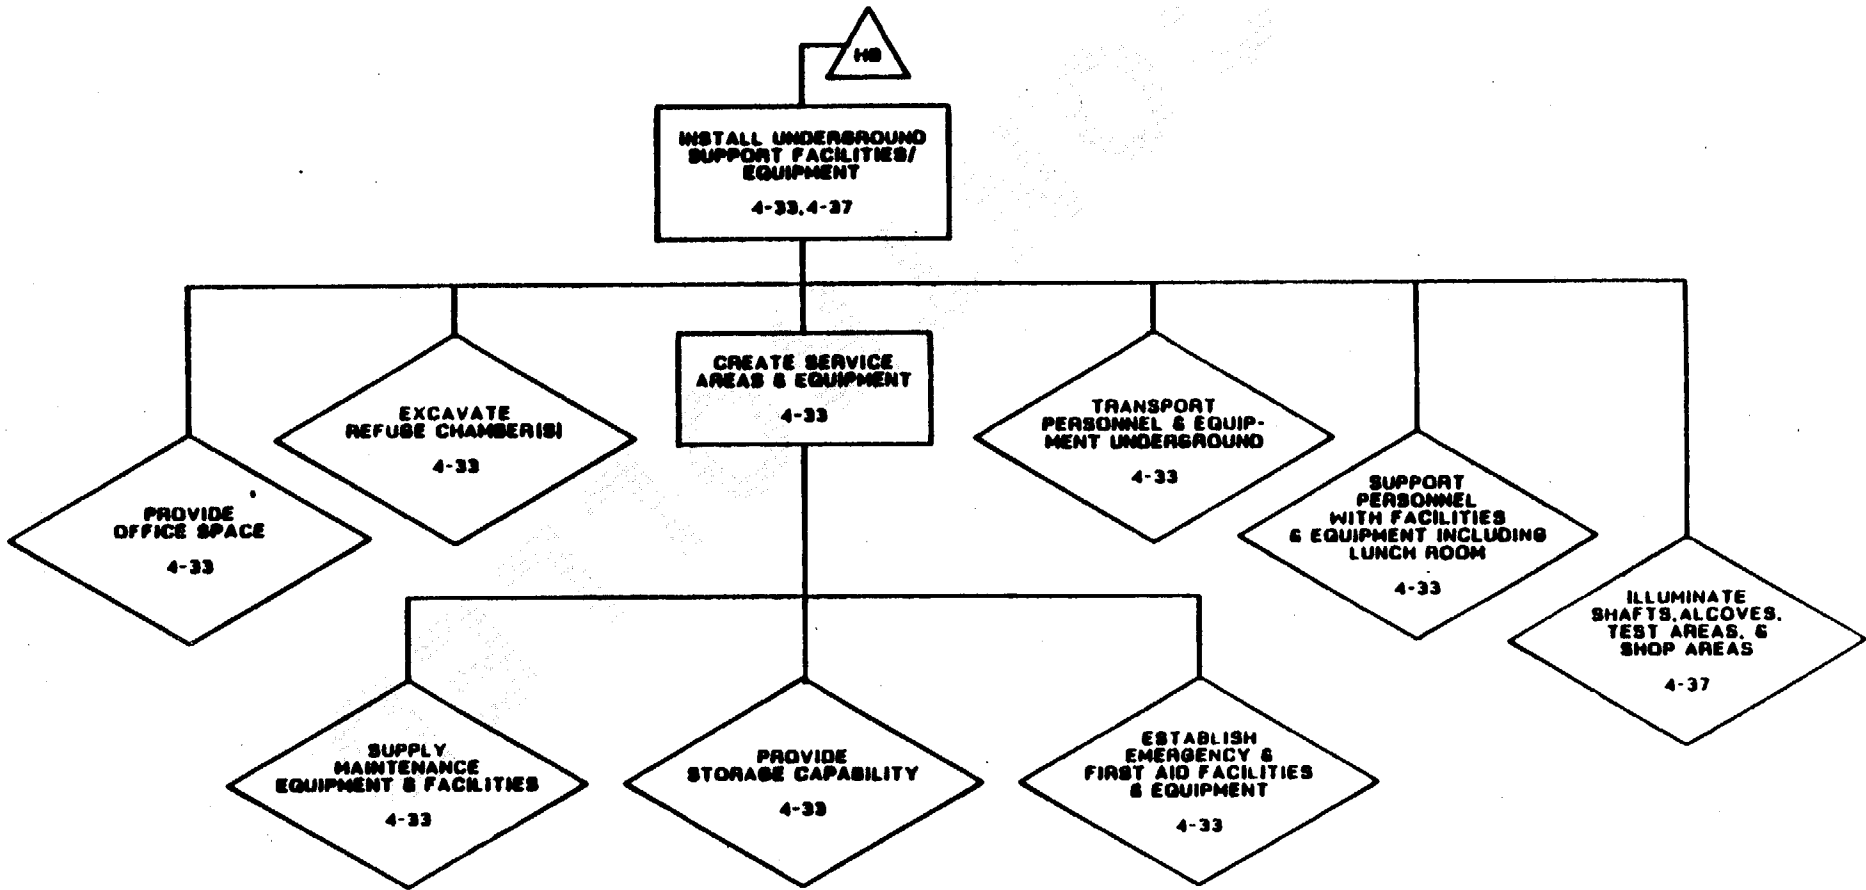 INSTALL UNDERGROUND
SUPPORT FACILITIES/
EQUIPMENT
4-33,4-37
CREATE SERVICE
AREAS & EQUIPMENT
4-33
EXCAVATE
REFUGE CHAMBER(S)
4-33
TRANSPORT
PERSONNEL & EQUIP-
MENT UNDERGROUND
4-33
PROVIDE
OFFICE SPACE
4-33
SUPPORT
PERSONNEL
WITH FACILITIES
& EQUIPMENT INCLUDING
LUNCH ROOM
4-33
ILLUMINATE
SHAFTS,ALCOVES,
TEST AREAS, &
SHOP AREAS
4-37
SUPPLY
MAINTENANCE
EQUIPMENT & FACILITIES
4-33
PROVIDE
STORAGE CAPABILITY
4-33
ESTABLISH
EMERGENCY &
FIRST AID FACILITIES
& EQUIPMENT
4-33